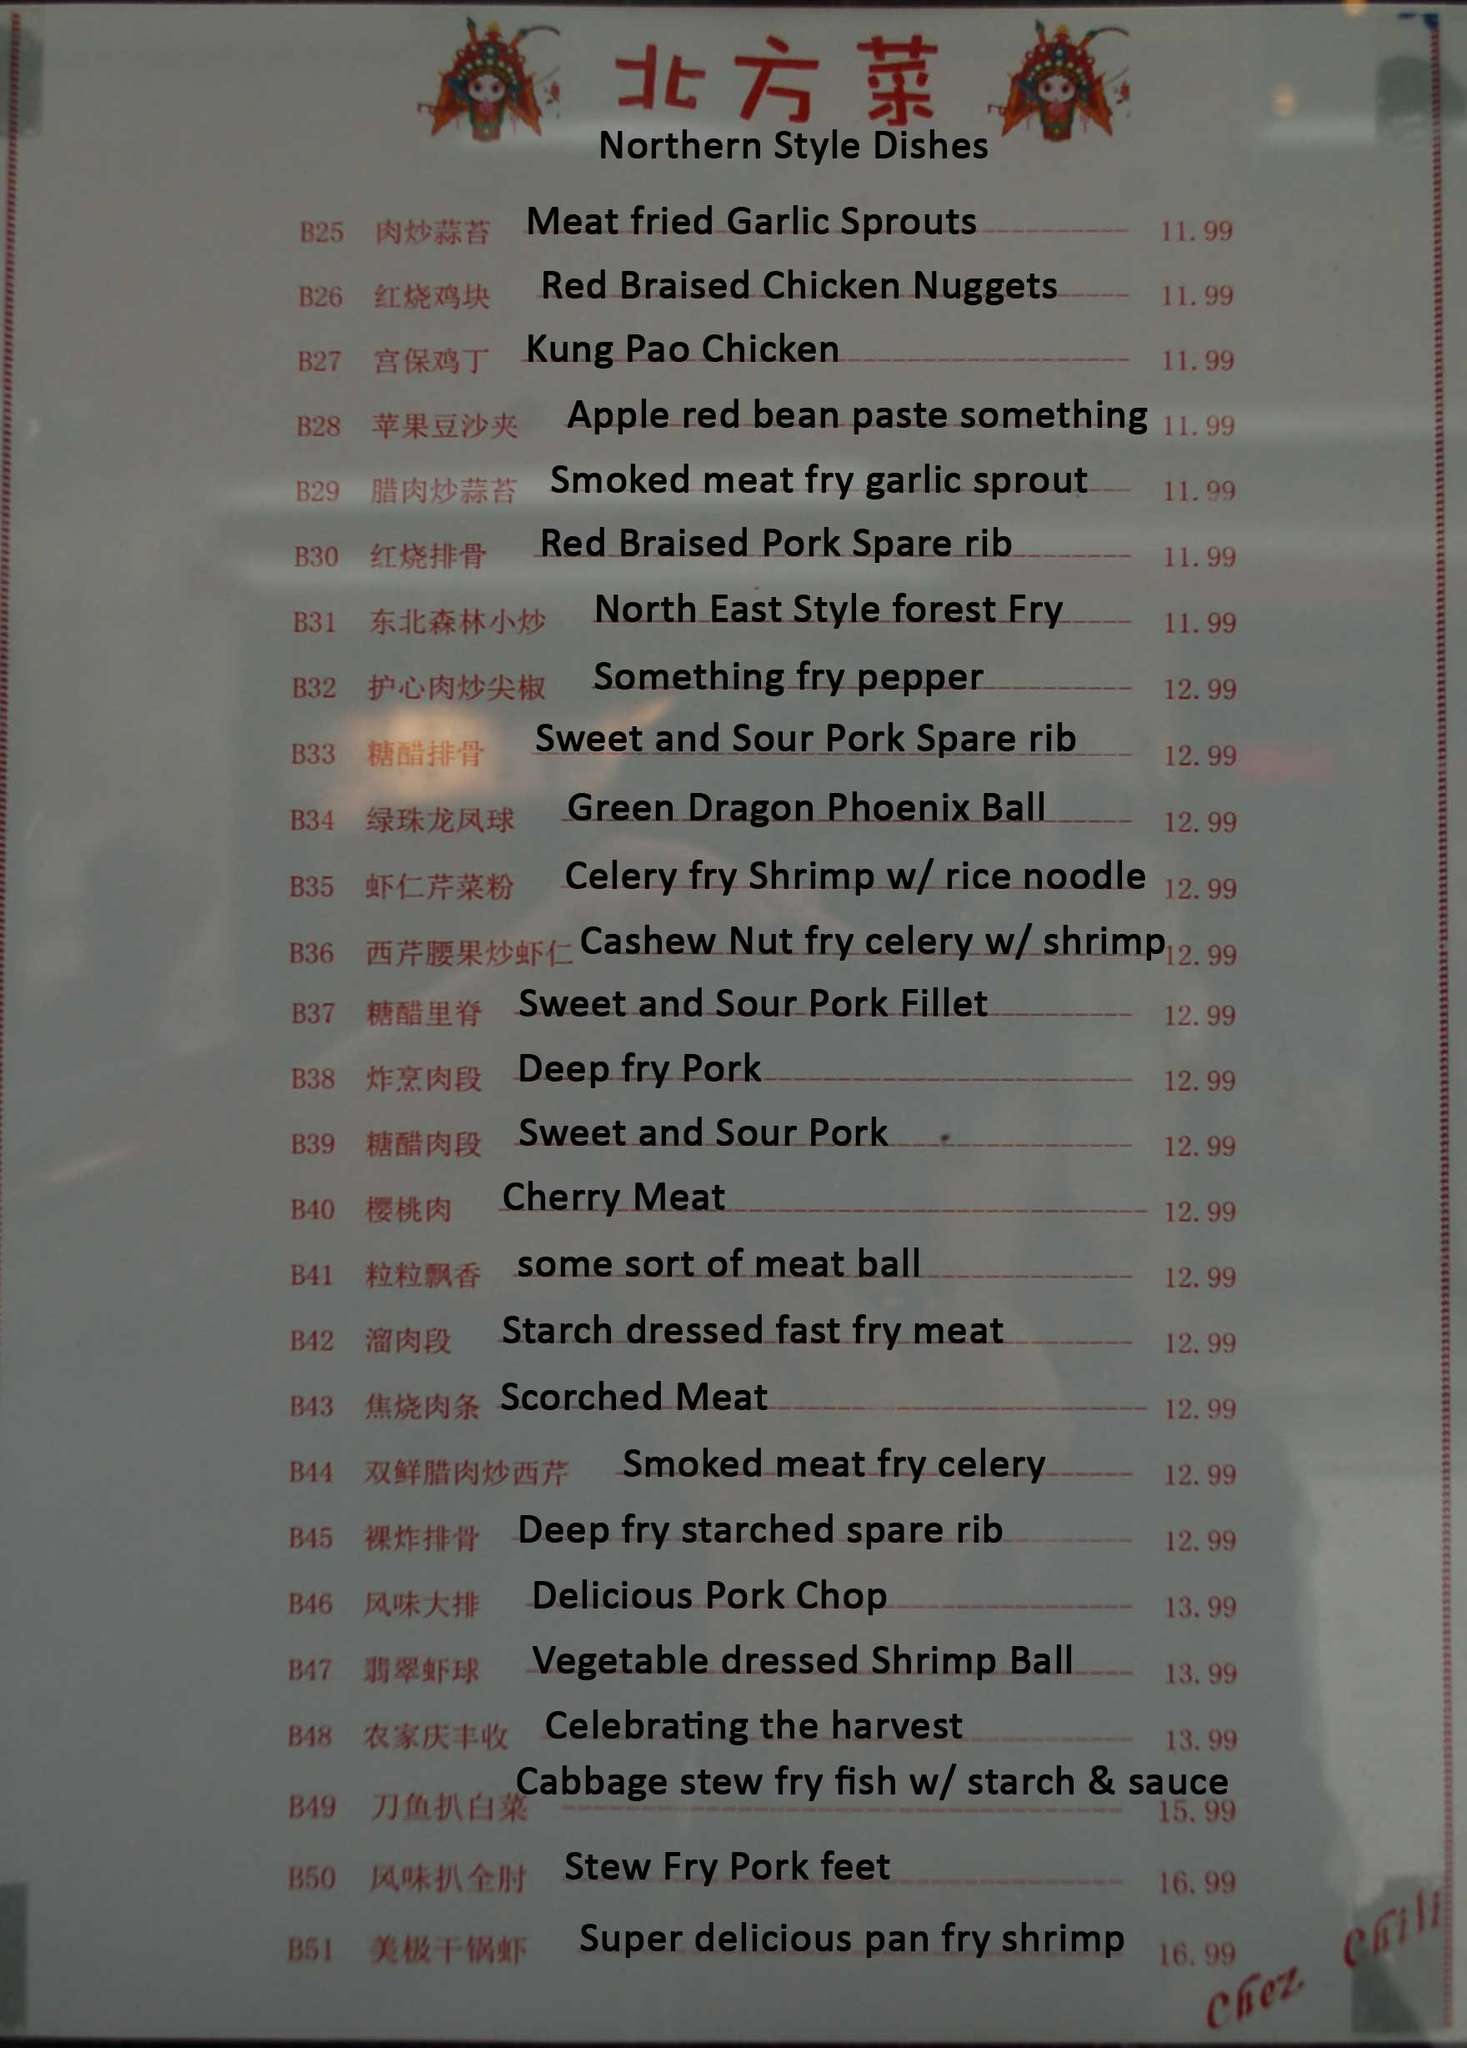 北方菜
Northern Style Dishes
B25 肉炒蒜苔 Meat fried Garlic Sprouts 11.99
B26 红烧鸡块 Red Braised Chicken Nuggets 11.99
B27 宫保鸡丁 Kung Pao Chicken 11.99
B28 苹果豆沙夹 Apple red bean paste something 11.99
B29 腊肉炒蒜苔 Smoked meat fry garlic sprout 11.99
B30 红烧排骨 Red Braised Pork Spare rib 11.99
B31 东北森林小炒 North East Style forest Fry 11.99
B32 护心肉炒尖椒 Something fry pepper 12.99
B33 糖醋排骨 Sweet and Sour Pork Spare rib 12.99
B34 绿珠龙凤球 Green Dragon Phoenix Ball 12.99
B35 虾仁芹菜粉 Celery fry Shrimp w/ rice noodle 12.99
B36 西芹腰果炒虾仁 Cashew Nut fry celery w/ shrimp 12.99
B37 糖醋里脊 Sweet and Sour Pork Fillet 12.99
B38 炸烹肉段 Deep fry Pork 12.99
B39 糖醋肉段 Sweet and Sour Pork 12.99
B40 樱桃肉 Cherry Meat 12.99
B41 粒粒飘香 some sort of meat ball 12.99
B42 溜肉段 Starch dressed fast fry meat 12.99
B43 焦烧肉条 Scorched Meat 12.99
B44 双鲜腊肉炒西芹 Smoked meat fry celery 12.99
B45 裸炸排骨 Deep fry starched spare rib 12.99
B46 风味大排 Delicious Pork Chop 13.99
B47 翡翠虾球 Vegetable dressed Shrimp Ball 13.99
B48 农家庆丰收 Celebrating the harvest 13.99
B49 刀鱼扒白菜 Cabbage stew fry fish w/ starch & sauce 15.99
B50 风味扒全肘 Stew Fry Pork feet 16.99
B51 美极干锅虾 Super delicious pan fry shrimp 16.99
Chez Chili